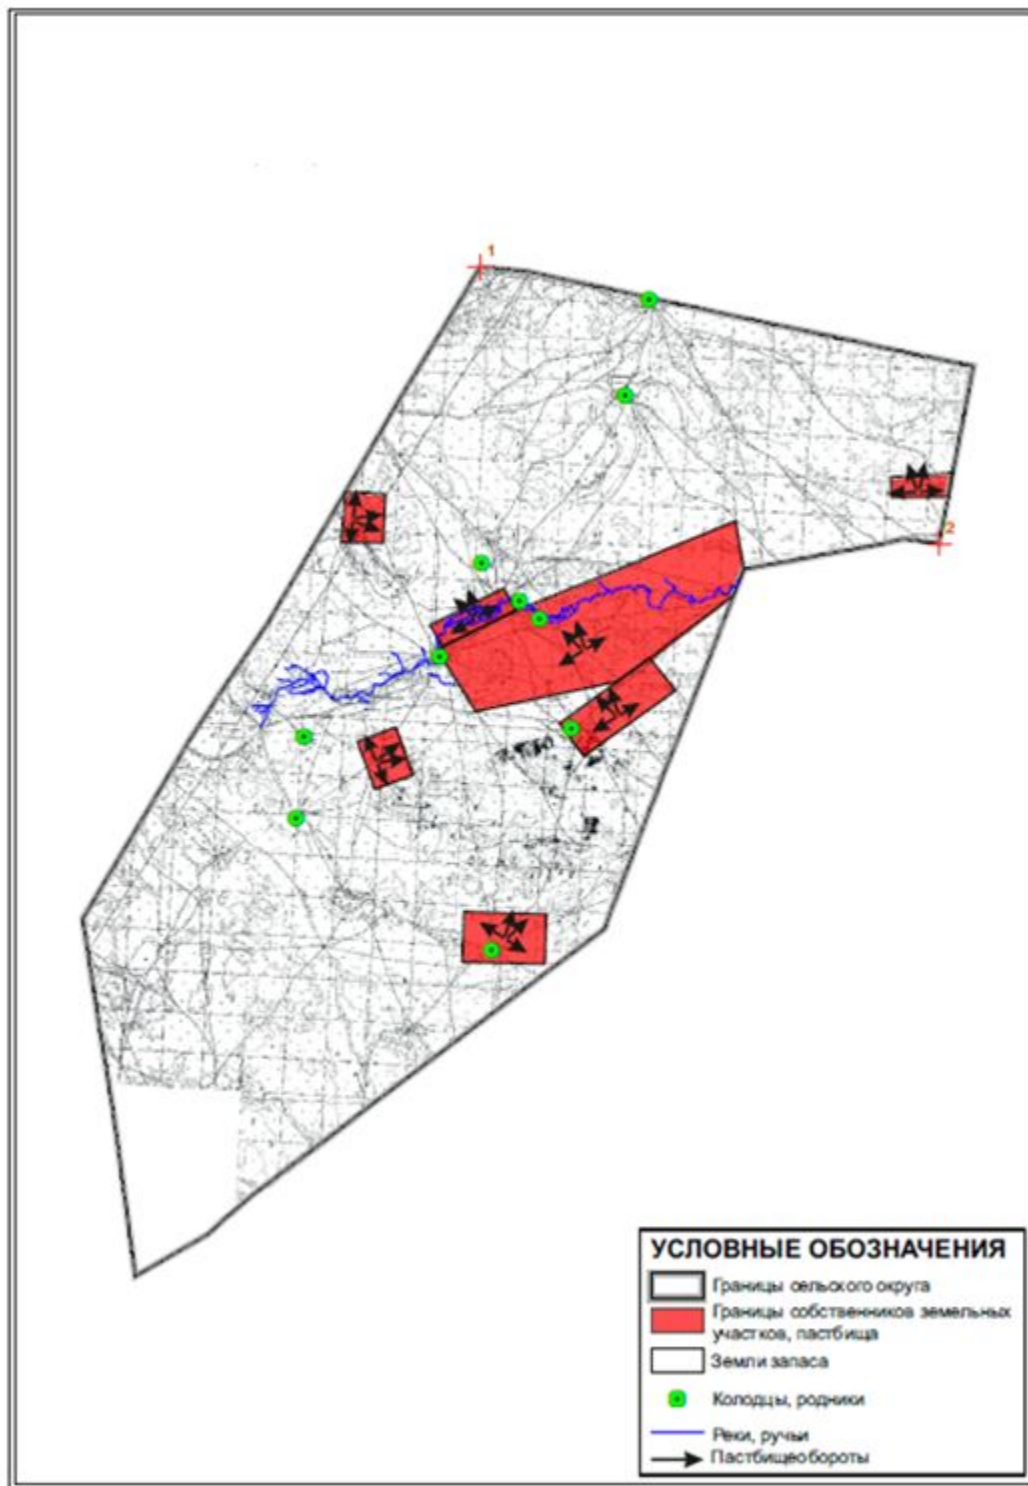 1
2
УСЛОВНЫЕ ОБОЗНАЧЕНИЯ
Границы сельского округа
Границы собственников земельных
участков, пастбища
Земли запаса
Колодцы, родники
Реки, ручьи
Пастбищеобороты